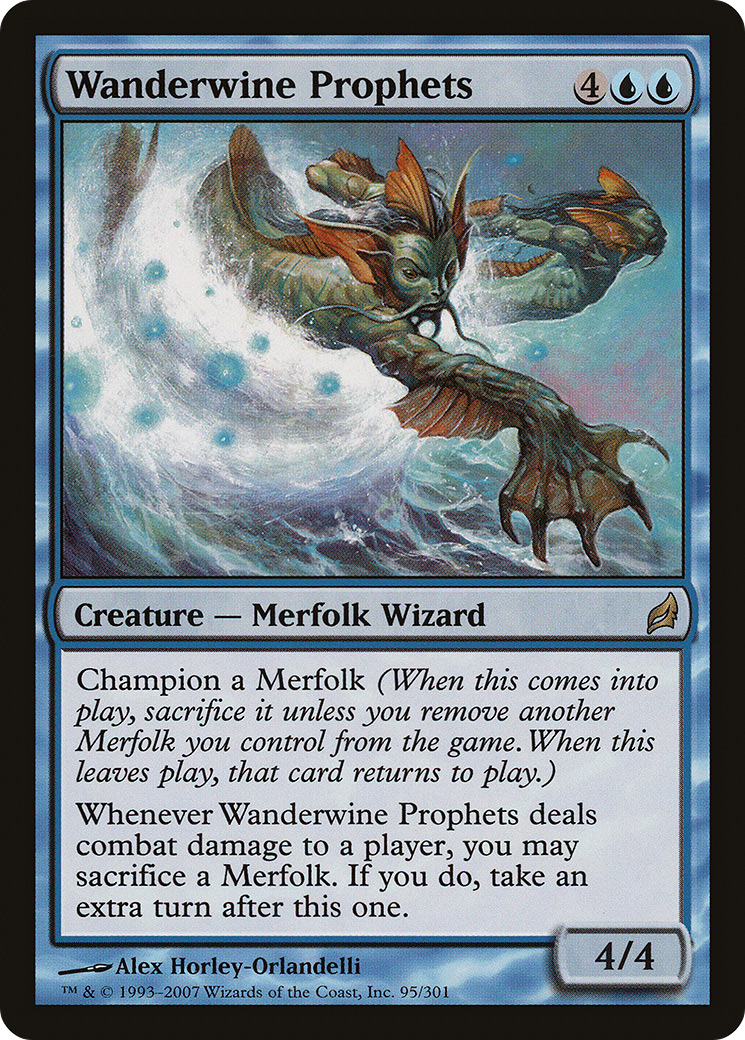 Wanderwine Prophets 4
Creature — Merfolk Wizard
Champion a Merfolk (When this comes into
play, sacrifice it unless you remove another
Merfolk you control from the game. When this
leaves play, that card returns to play.)
Whenever Wanderwine Prophets deals
combat damage to a player, you may
sacrifice a Merfolk. If you do, take an
extra turn after this one.
4/4
Alex Horley-Orlandelli
™ & © 1993–2007 Wizards of the Coast, Inc. 95/301